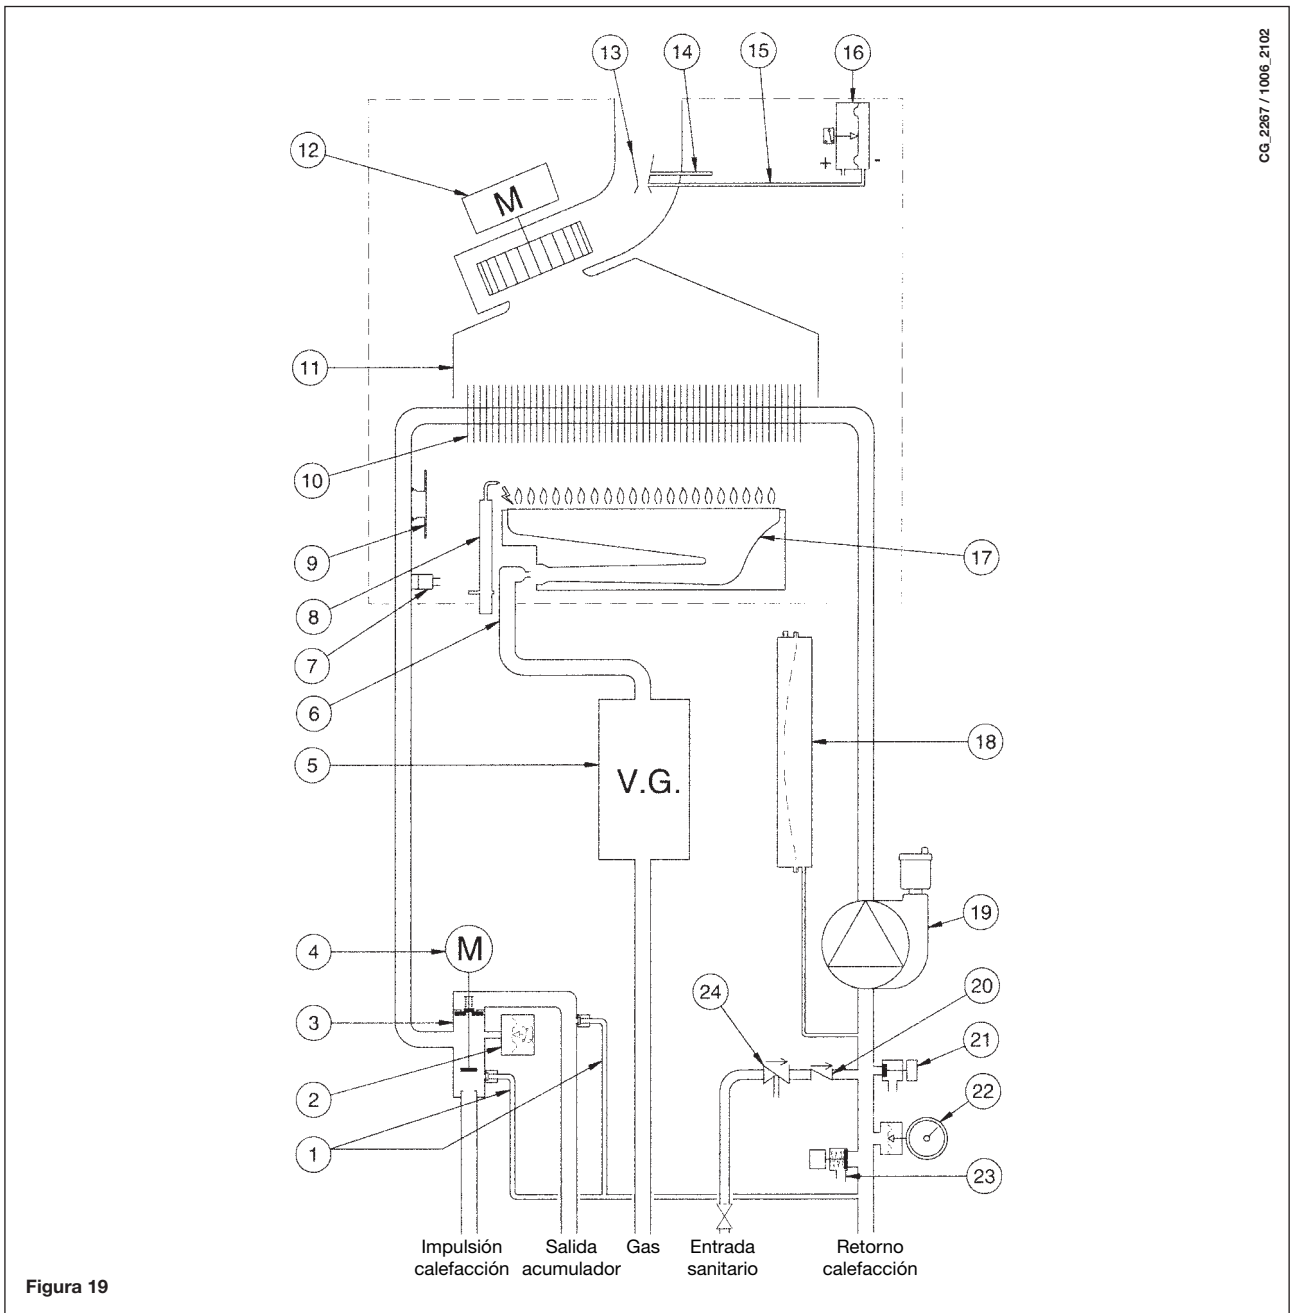 CG_2267 / 1006_2102
13
14
15
16
12
M
+
-
11
10
9
8
7
6
17
5
V.G.
18
19
4
M
3
24
20
21
2
22
1
23
Impulsión
calefacción
Salida
acumulador
Gas
Entrada
sanitario
Retorno
calefacción
Figura 19